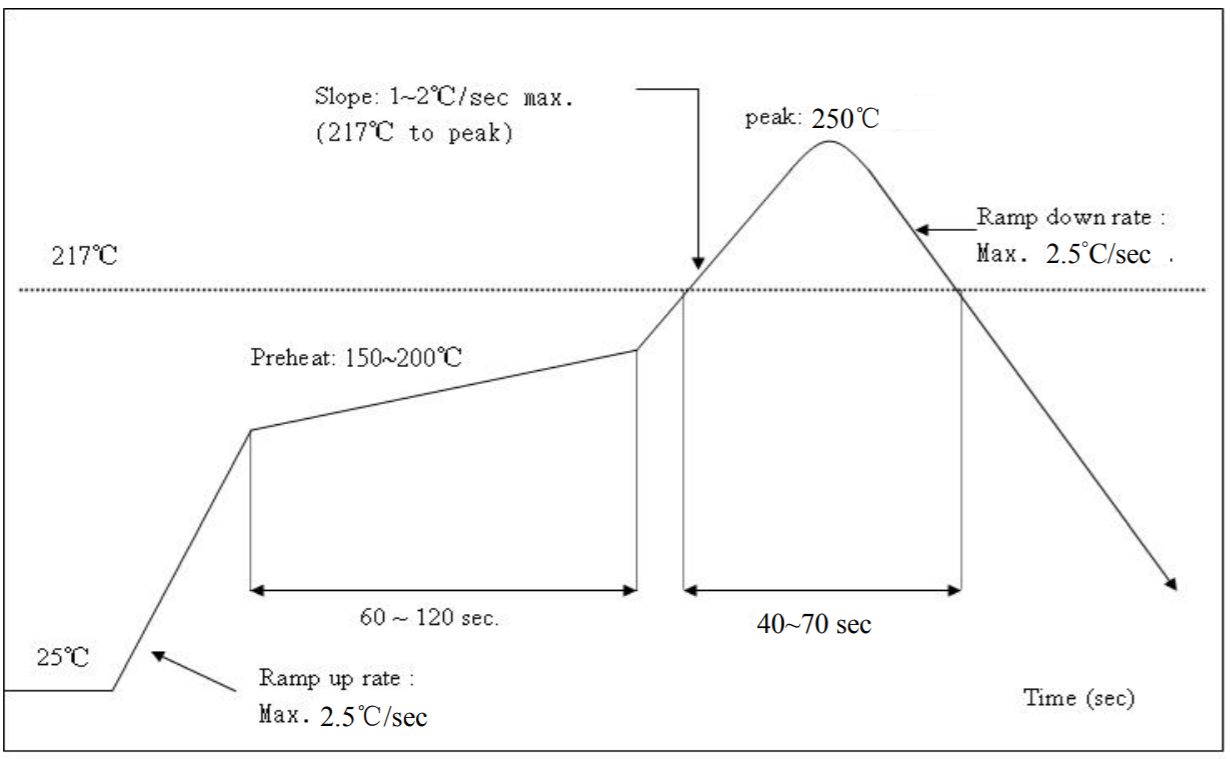 Slope: 1~2℃/sec max.
(217℃ to peak)
peak: 250℃
Ramp down rate :
Max. 2.5°C/sec .
217℃
Preheat: 150~200℃
60 ~ 120 sec.
40~70 sec
25℃
Ramp up rate :
Max. 2.5℃/sec
Time (sec)